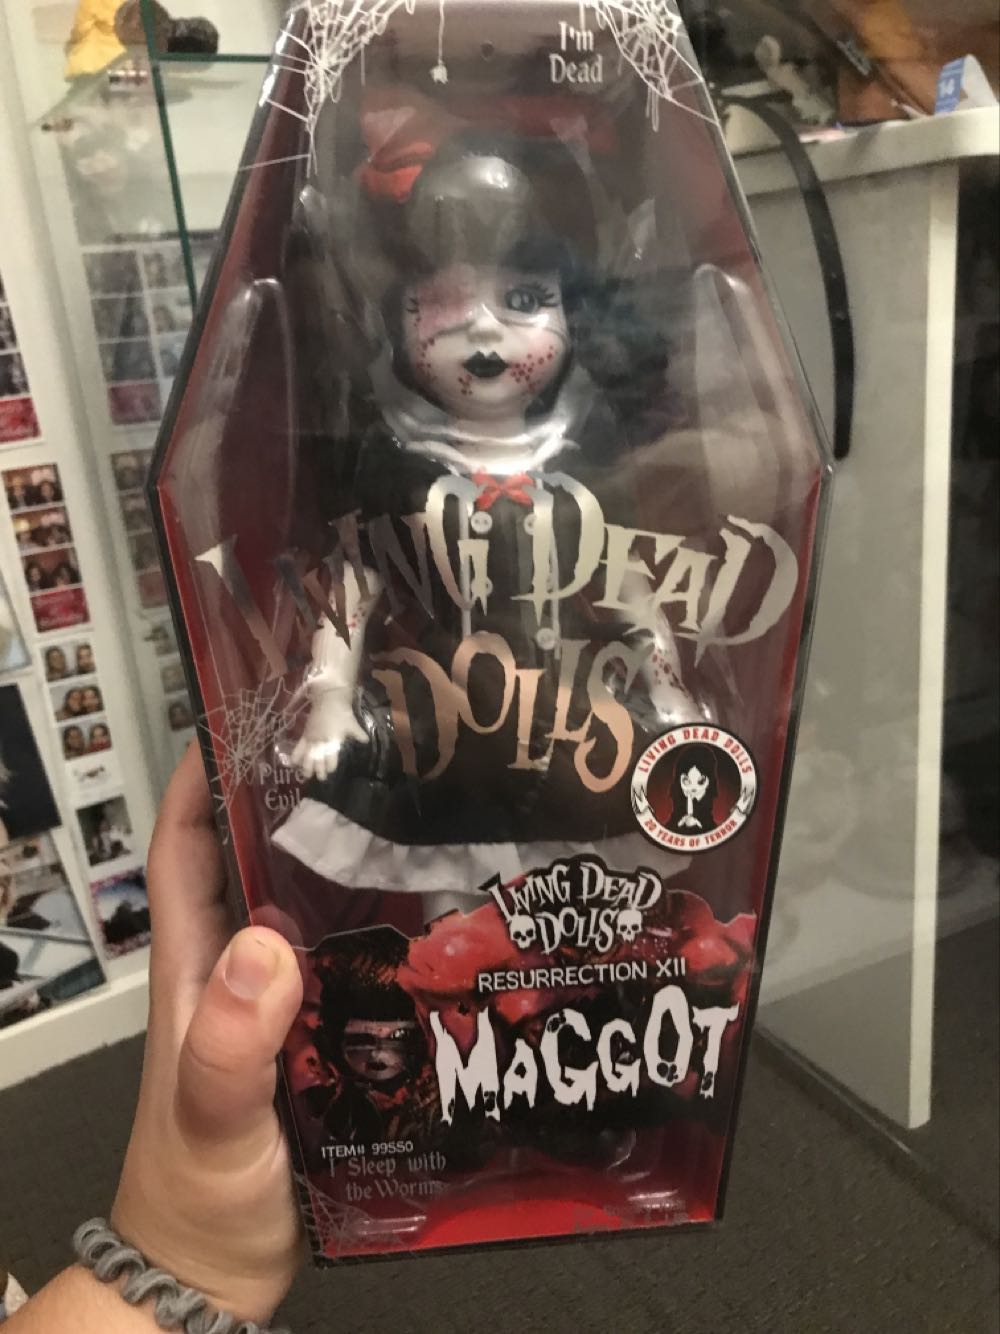 I'm
Dead
14
LIVING DEAD
DOLLS
LIVING DEAD DOLLS
20 YEARS OF TERROR
Pure
Evil
LIVING DEAD
DOLLS
RESURRECTION XII
MAGGOT
ITEM# 99550
I Sleep with
the Worms